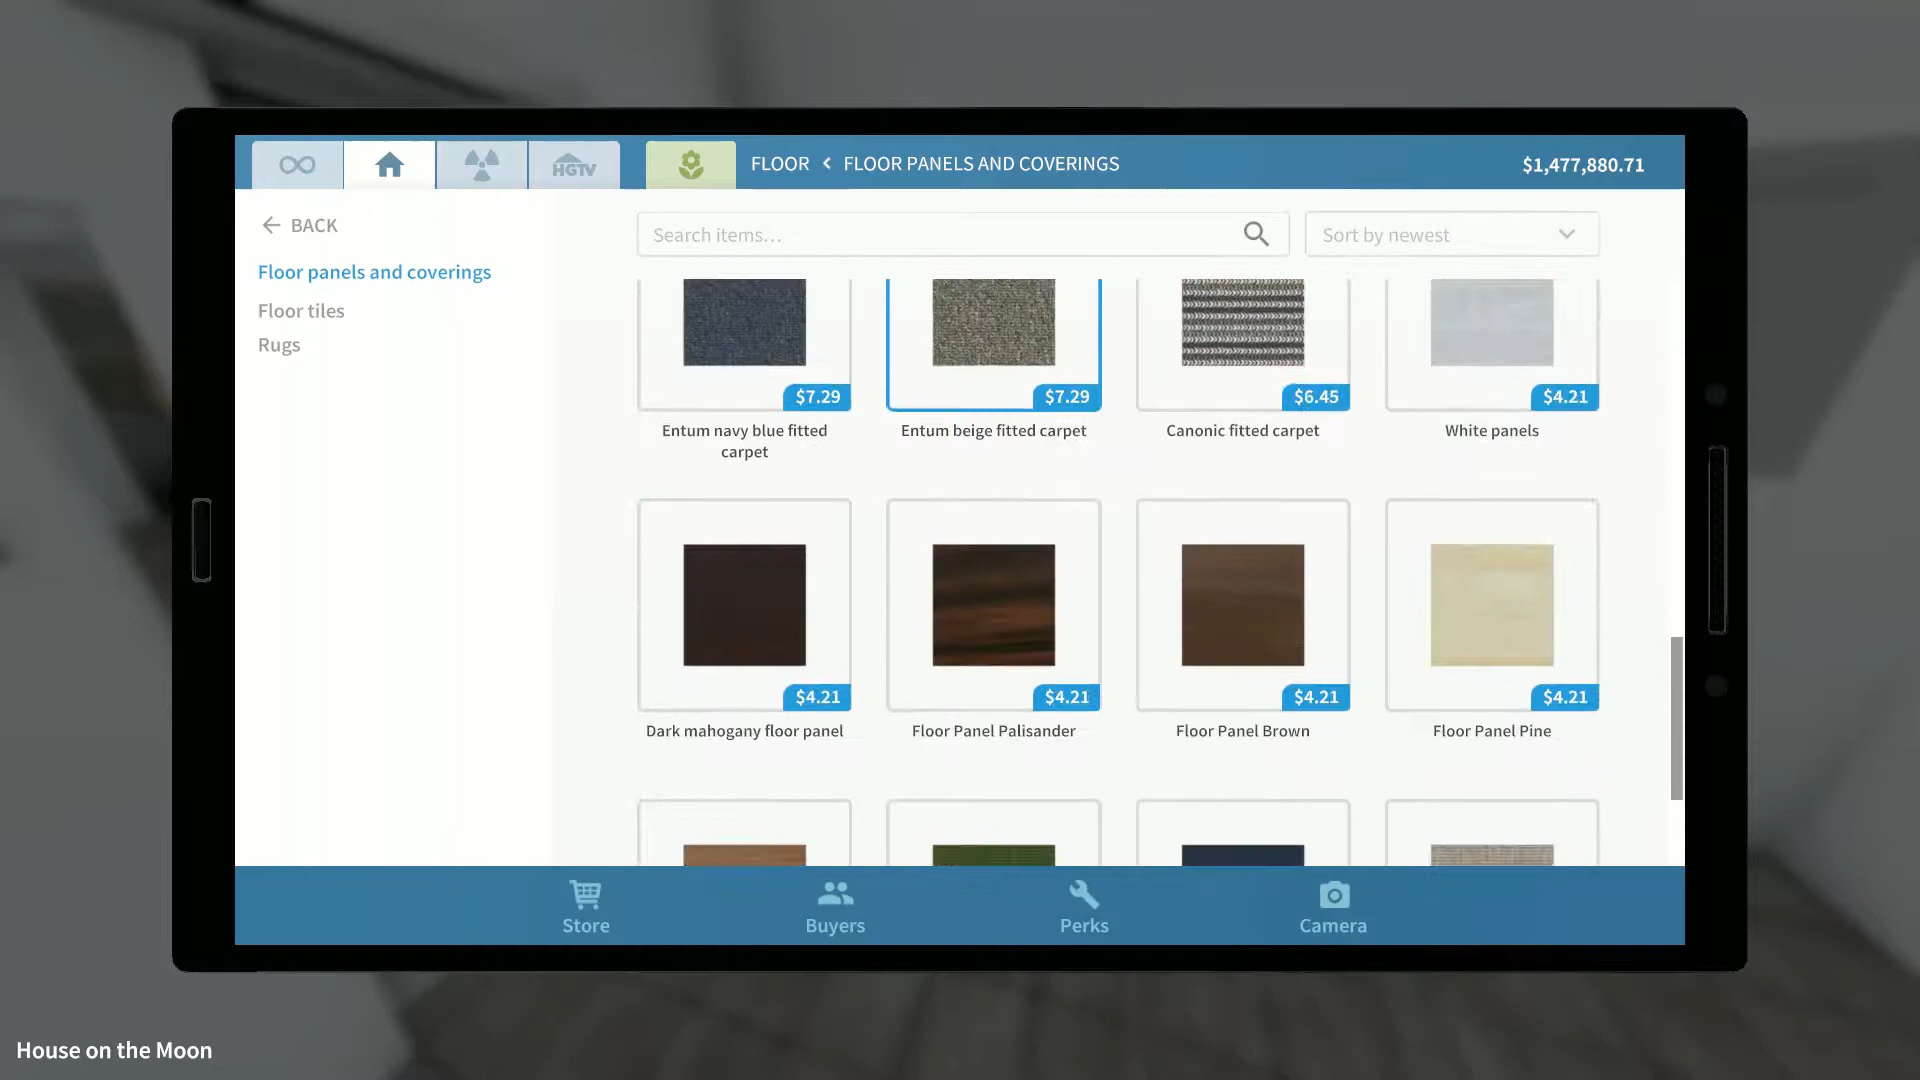 HGTV
FLOOR < FLOOR PANELS AND COVERINGS
$1,477,880.71
BACK
Floor panels and coverings
Floor tiles
Rugs
Search items...
Sort by newest
$7.29
$7.29
$6.45
$4.21
Entum navy blue fitted
carpet
Entum beige fitted carpet
Canonic fitted carpet
White panels
$4.21
$4.21
$4.21
$4.21
Dark mahogany floor panel
Floor Panel Palisander
Floor Panel Brown
Floor Panel Pine
Store
Buyers
Perks
Camera
House on the Moon